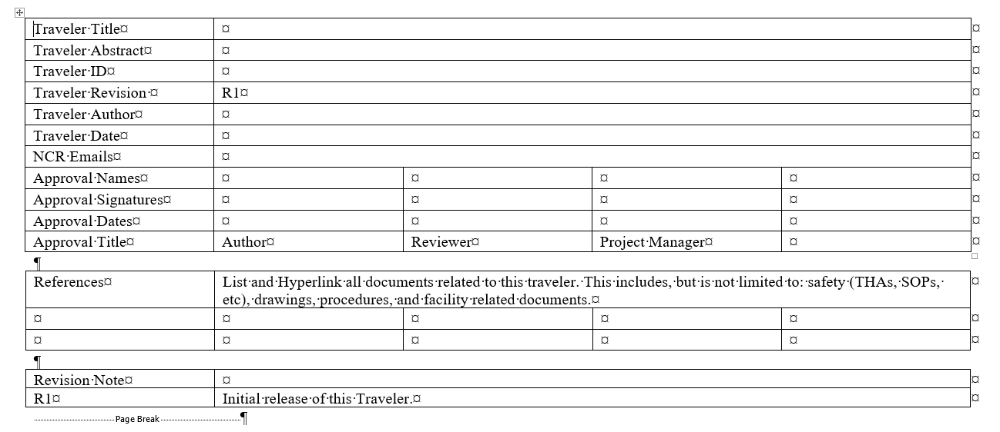 Traveler Title
Traveler Abstract
Traveler ID
Traveler Revision R1
Traveler Author
Traveler Date
NCR Emails
Approval Names
Approval Signatures
Approval Dates
Approval Title Author Reviewer Project Manager
References List and Hyperlink all documents related to this traveler. This includes, but is not limited to: safety (THAs, SOPs,
etc), drawings, procedures, and facility related documents.
Revision Note
R1 Initial release of this Traveler.
Page Break